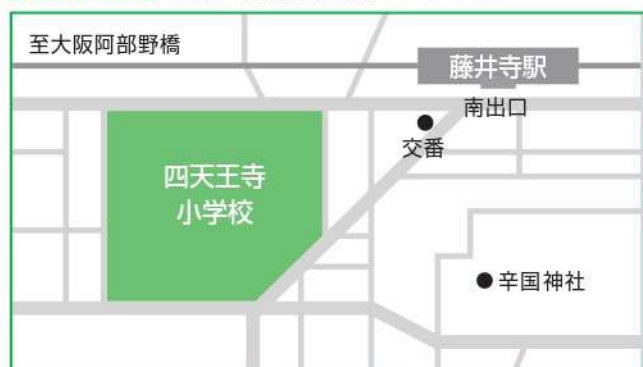 至大阪阿部野橋
藤井寺駅
南出口
交番
四天王寺
小学校
辛国神社